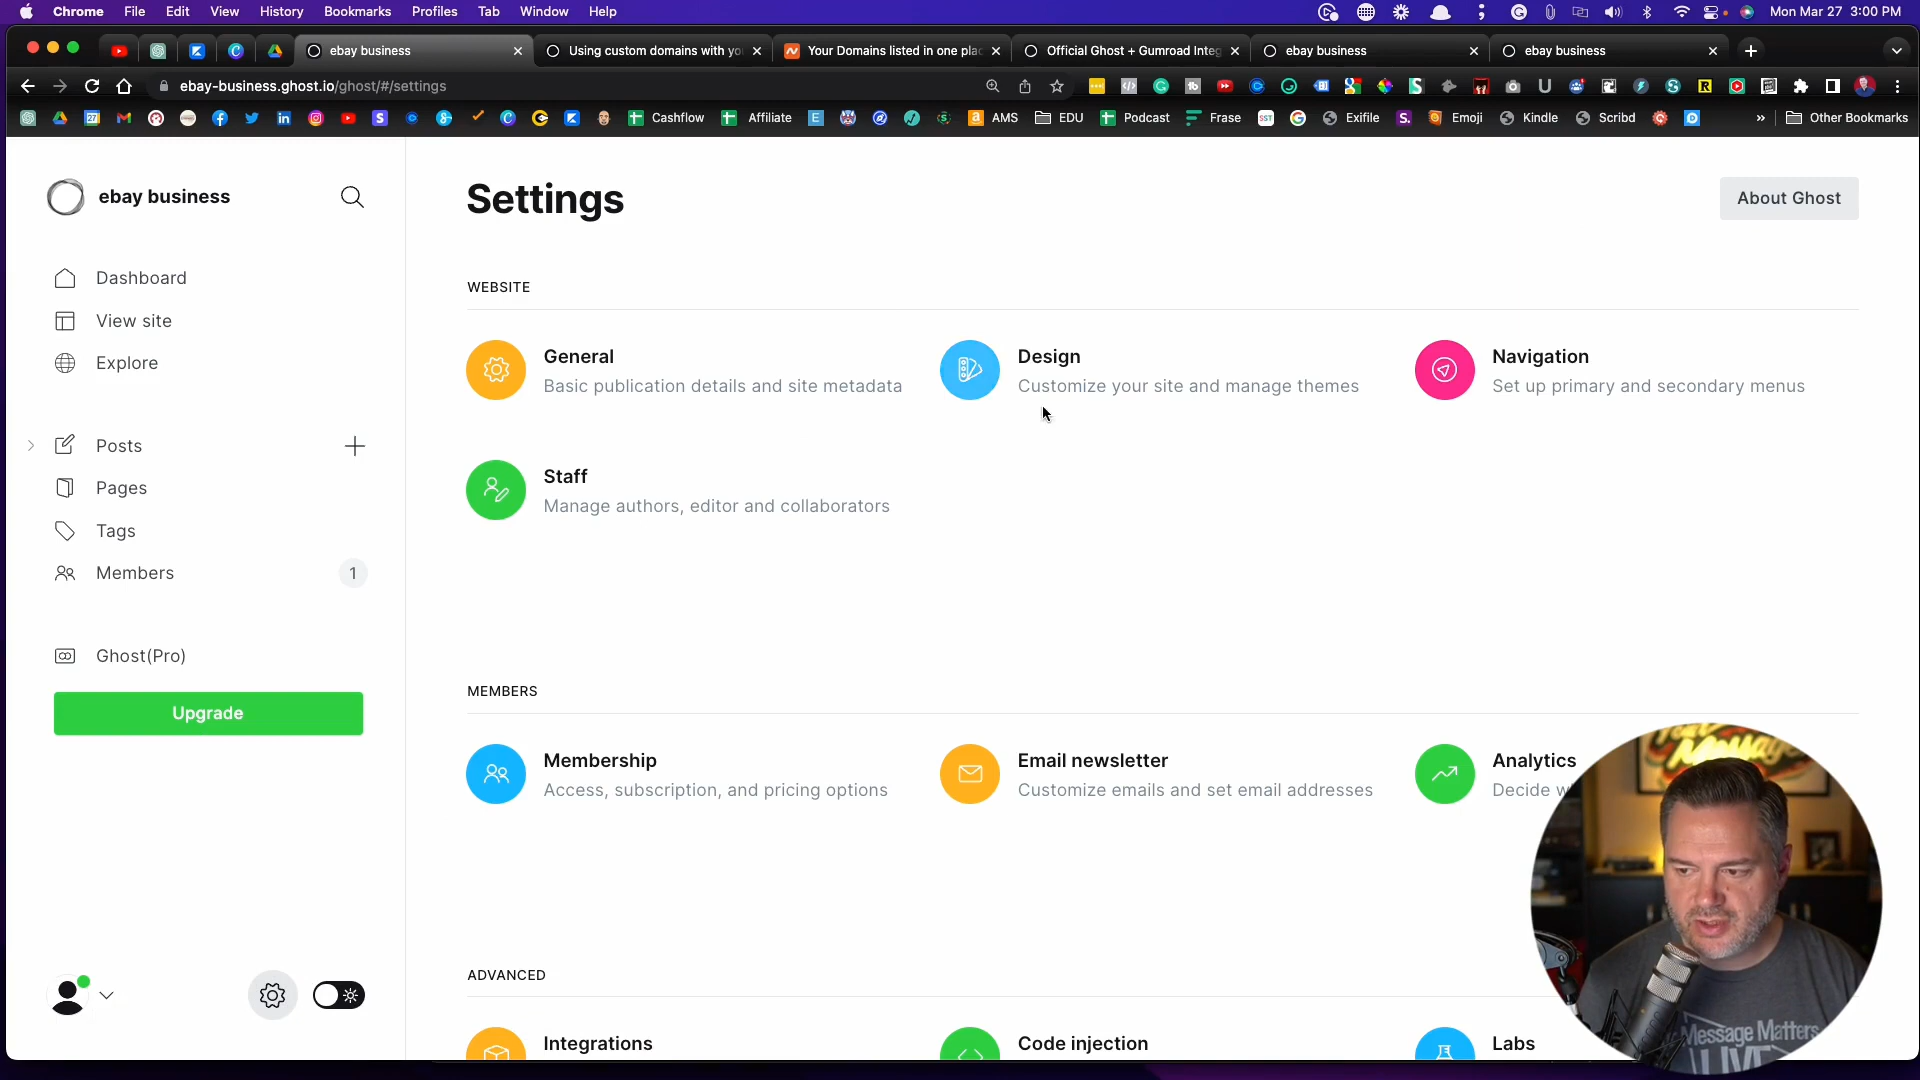 Chrome File Edit View History Bookmarks Profiles Tab Window Help Mon Mar 27 3:00 PM
ebay business Using custom domains with yo Your Domains listed in one plac Official Ghost + Gumroad Integ ebay business ebay business
ebay-business.ghost.io/ghost/#/settings
Cashflow Affiliate AMS EDU Podcast Frase Exifile Emoji Kindle Scribd » Other Bookmarks
ebay business
Dashboard
View site
Explore
Posts
Pages
Tags
Members 1
Ghost(Pro)
Upgrade
Settings
About Ghost
WEBSITE
General
Basic publication details and site metadata
Design
Customize your site and manage themes
Navigation
Set up primary and secondary menus
Staff
Manage authors, editor and collaborators
MEMBERS
Membership
Access, subscription, and pricing options
Email newsletter
Customize emails and set email addresses
Analytics
Decide
ADVANCED
Integrations
Code injection
Labs
Message Matters
LIVE